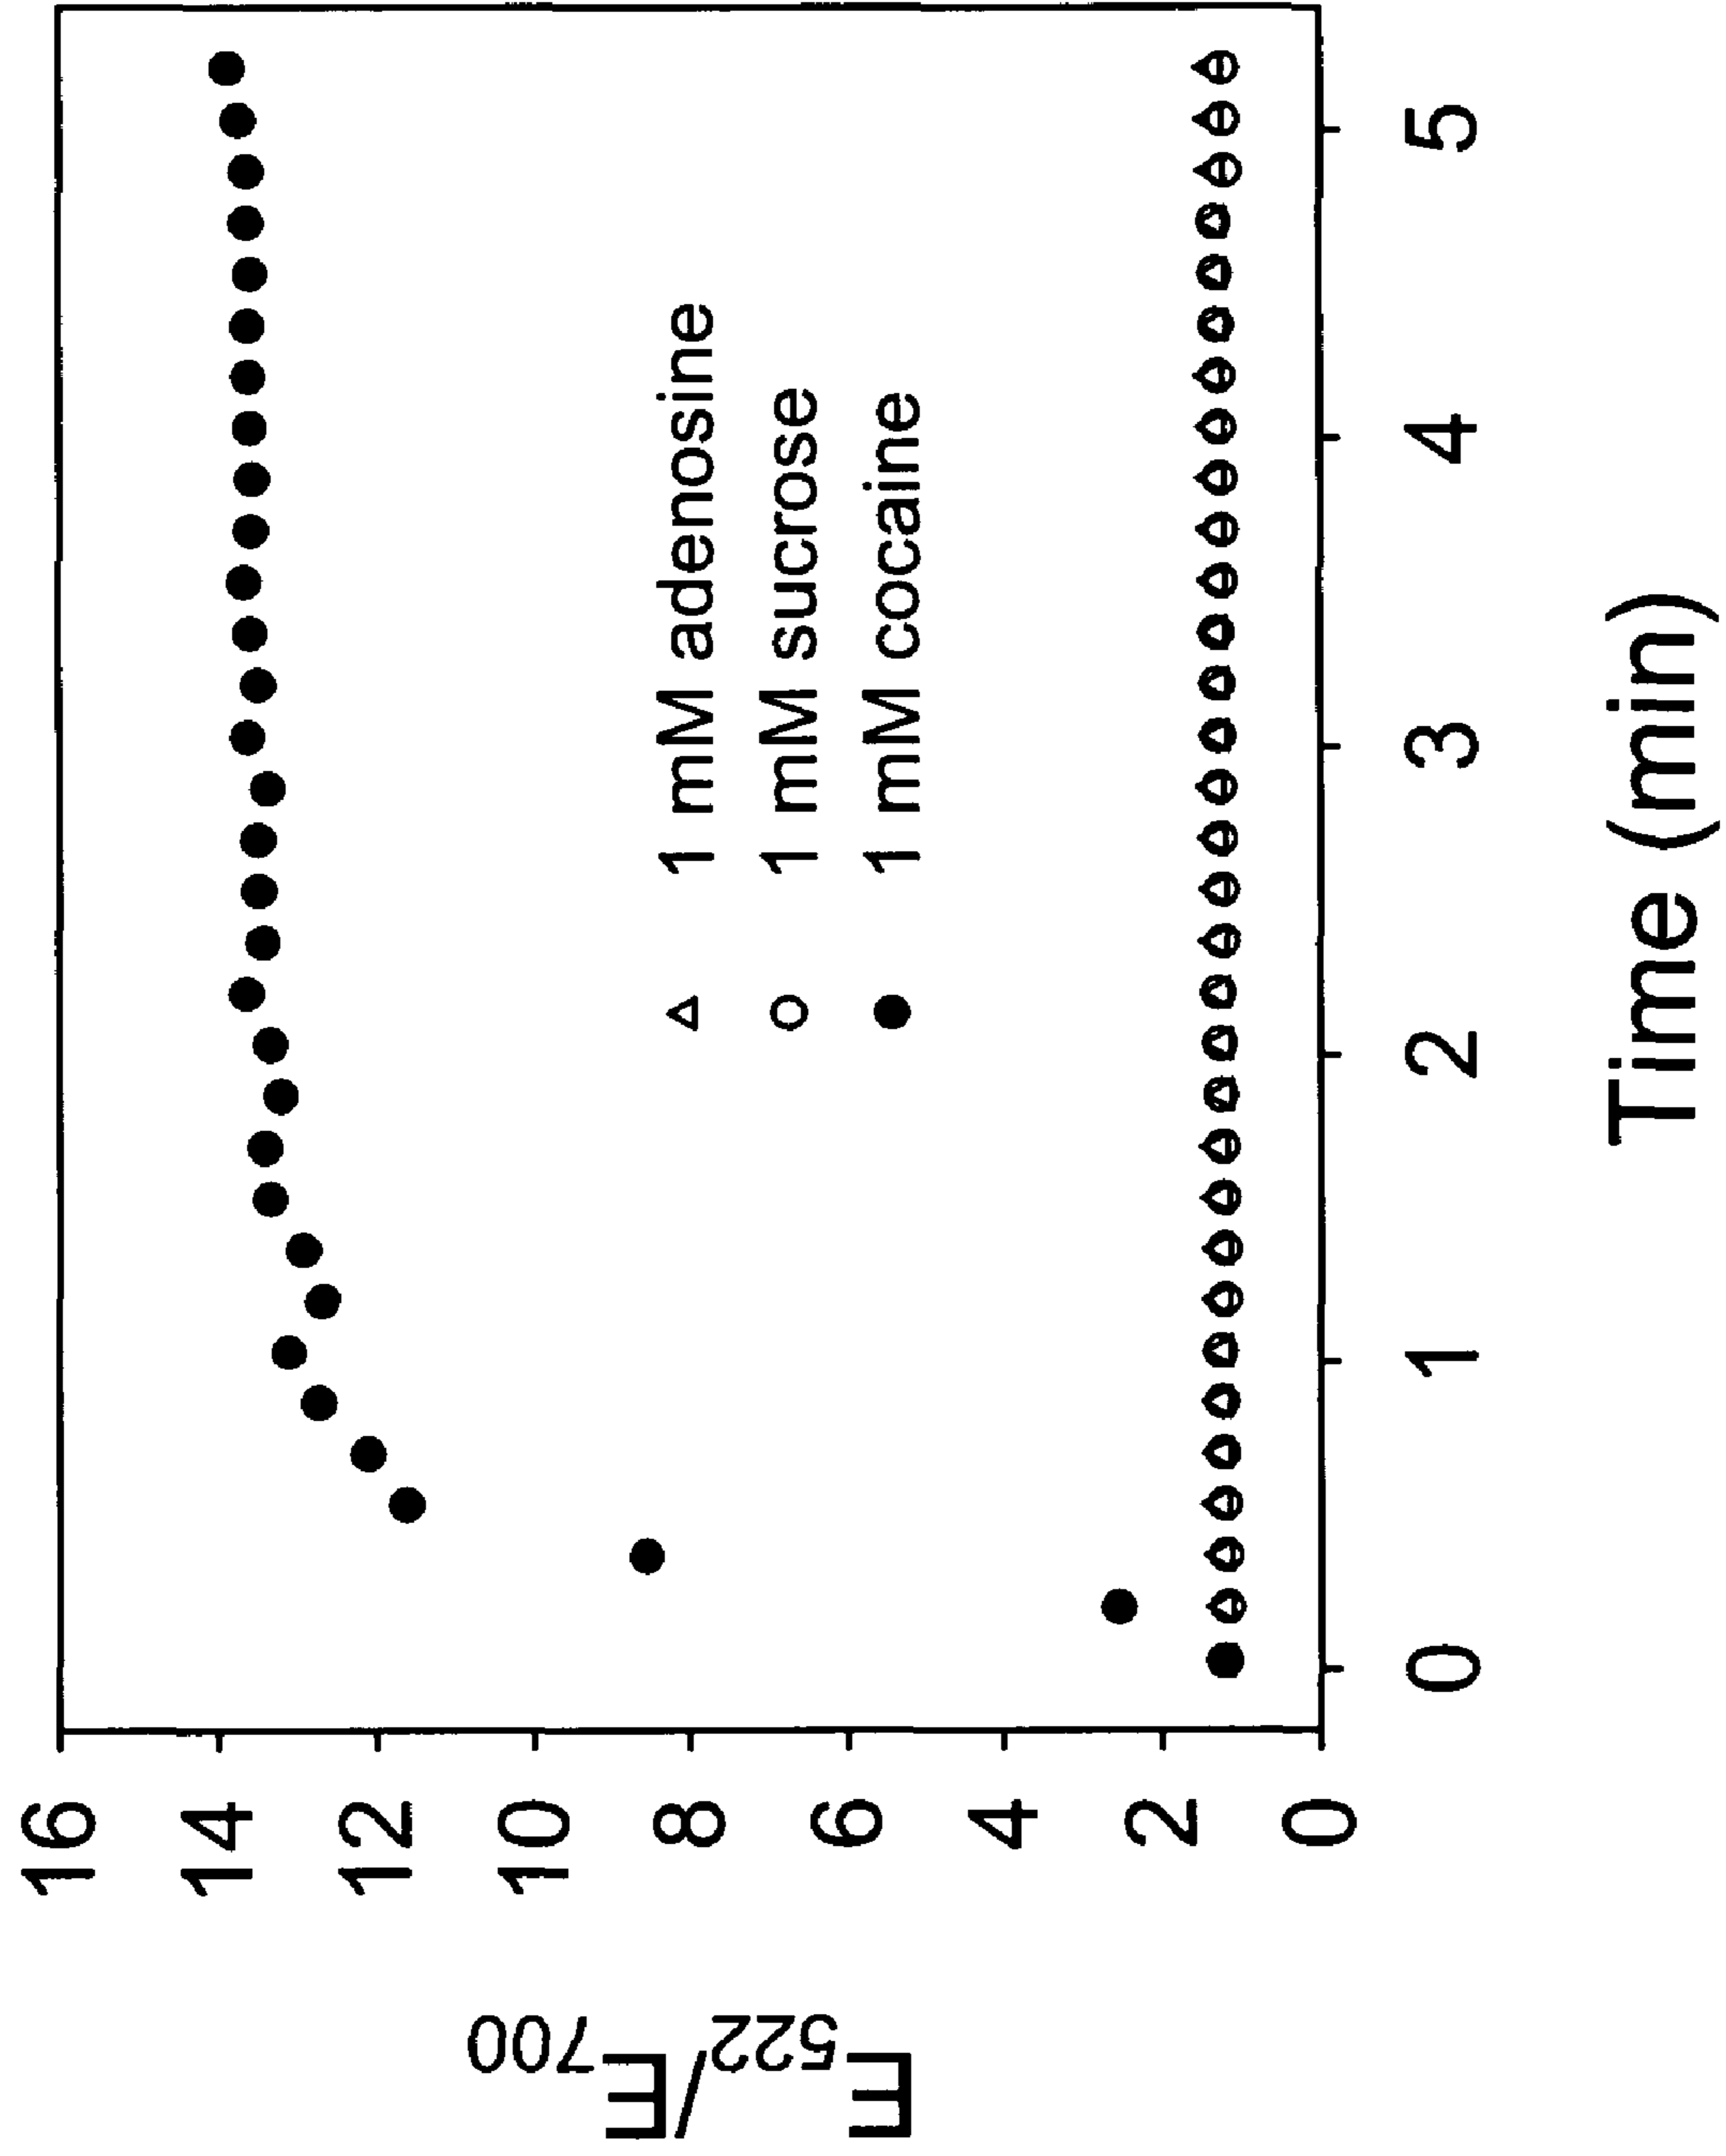 16
14
12
10
8
6
4
2
0
E522/E700
1 mM adenosine
1 mM sucrose
1 mM cocaine
0 1 2 3 4 5
Time (min)